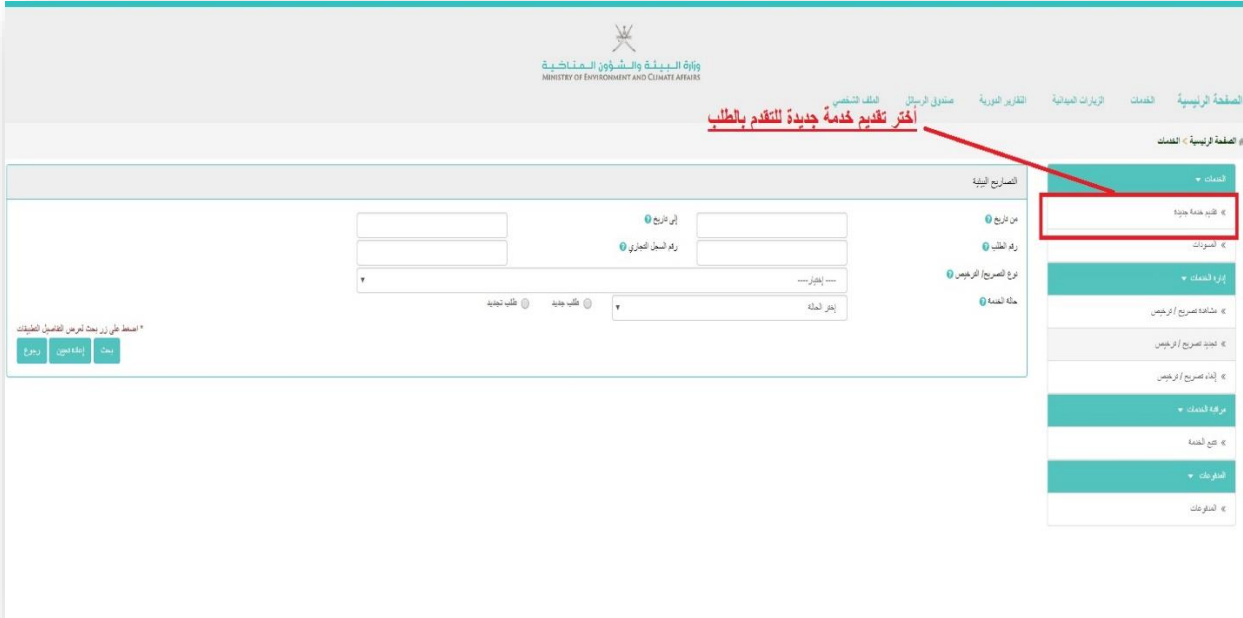 وزارة الـبـيـئـة والـشـؤون الـمـنـاخـيـة
MINISTRY OF ENVIRONMENT AND CLIMATE AFFAIRS
الصفحة الرئيسية الخدمات الزيارات الميدانية التقارير الدورية صندوق الرسائل الملف الشخصي
أختر تقديم خدمة جديدة للتقدم بالطلب
الصفحة الرئيسية > الخدمات
الخدمات
» تقديم خدمة جديدة
» المسودات
إدارة الخدمات
» مشاهدة تصريح / ترخيص
» تجديد تصريح / ترخيص
» إلغاء تصريح / ترخيص
مراقبة الخدمات
» تتبع الخدمة
المدفوعات
» المدفوعات
التصاريح البيئية
من تاريخ إلى تاريخ
رقم الطلب رقم السجل التجاري
نوع التصريح/ الترخيص ---- إختيار ----
حالة الخدمة إختر الحالة طلب جديد طلب تجديد
* اضغط على زر بحث لعرض التفاصيل التطبيقات
بحث إعادة تعيين رجوع